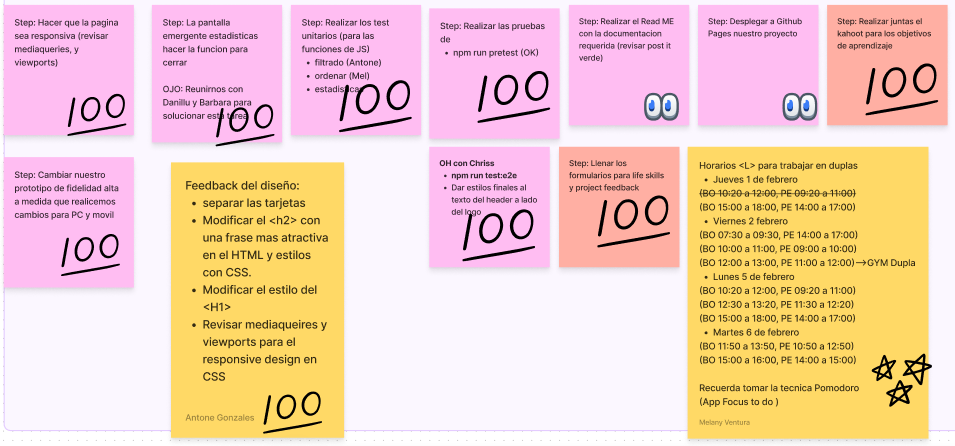 Step: Hacer que la pagina
sea responsiva (revisar
mediaqueries, y
viewports)
100
Step: La pantalla
emergente estadisticas
hacer la funcion para
cerrar
OJO: Reunirnos con
Danillu y Barbara para
solucionar esta tarea
100
Step: Realizar los test
unitarios (para las
funciones de JS)
• filtrado (Antone)
• ordenar (Mel)
• estadisticas
100
Step: Realizar las pruebas
de
• npm run pretest (OK)
100
Step: Realizar el Read ME
con la documentacion
requerida (revisar post it
verde)
Step: Desplegar a Github
Pages nuestro proyecto
Step: Realizar juntas el
kahoot para los objetivos
de aprendizaje
100
Step: Cambiar nuestro
prototipo de fidelidad alta
a medida que realicemos
cambios para PC y movil
100
Feedback del diseño:
• separar las tarjetas
• Modificar el <h2> con
una frase mas atractiva
en el HTML y estilos
con CSS.
• Modificar el estilo del
<H1>
• Revisar mediaqueires y
viewports para el
responsive design en
CSS
Antone Gonzales
100
OH con Chriss
• npm run test:e2e
• Dar estilos finales al
texto del header a lado
del logo
100
Step: Llenar los
formularios para life skills
y project feedback
100
Horarios <L> para trabajar en duplas
• Jueves 1 de febrero
(BO 10:20 a 12:00, PE 09:20 a 11:00)
(BO 15:00 a 18:00, PE 14:00 a 17:00)
• Viernes 2 febrero
(BO 07:30 a 09:30, PE 14:00 a 17:00)
(BO 10:00 a 11:00, PE 09:00 a 10:00)
(BO 12:00 a 13:00, PE 11:00 a 12:00)-->GYM Dupla
• Lunes 5 de febrero
(BO 10:20 a 12:00, PE 09:20 a 11:00)
(BO 12:30 a 13:20, PE 11:30 a 12:20)
(BO 15:00 a 18:00, PE 14:00 a 17:00)
• Martes 6 de febrero
(BO 11:50 a 13:50, PE 10:50 a 12:50)
(BO 15:00 a 16:00, PE 14:00 a 15:00)
Recuerda tomar la tecnica Pomodoro
(App Focus to do )
Melany Ventura